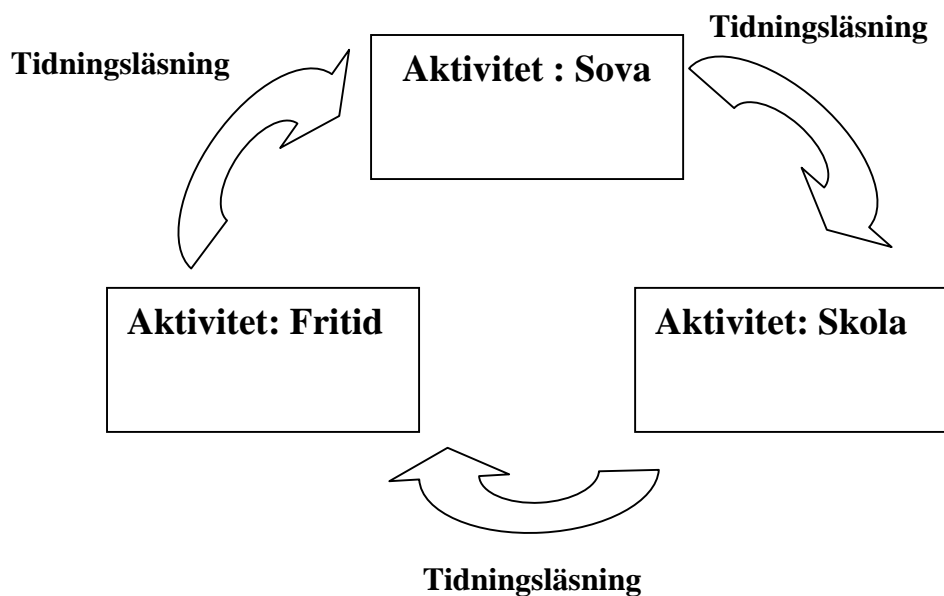 Tidningsläsning
Tidningsläsning
Aktivitet : Sova
Aktivitet: Fritid
Aktivitet: Skola
Tidningsläsning